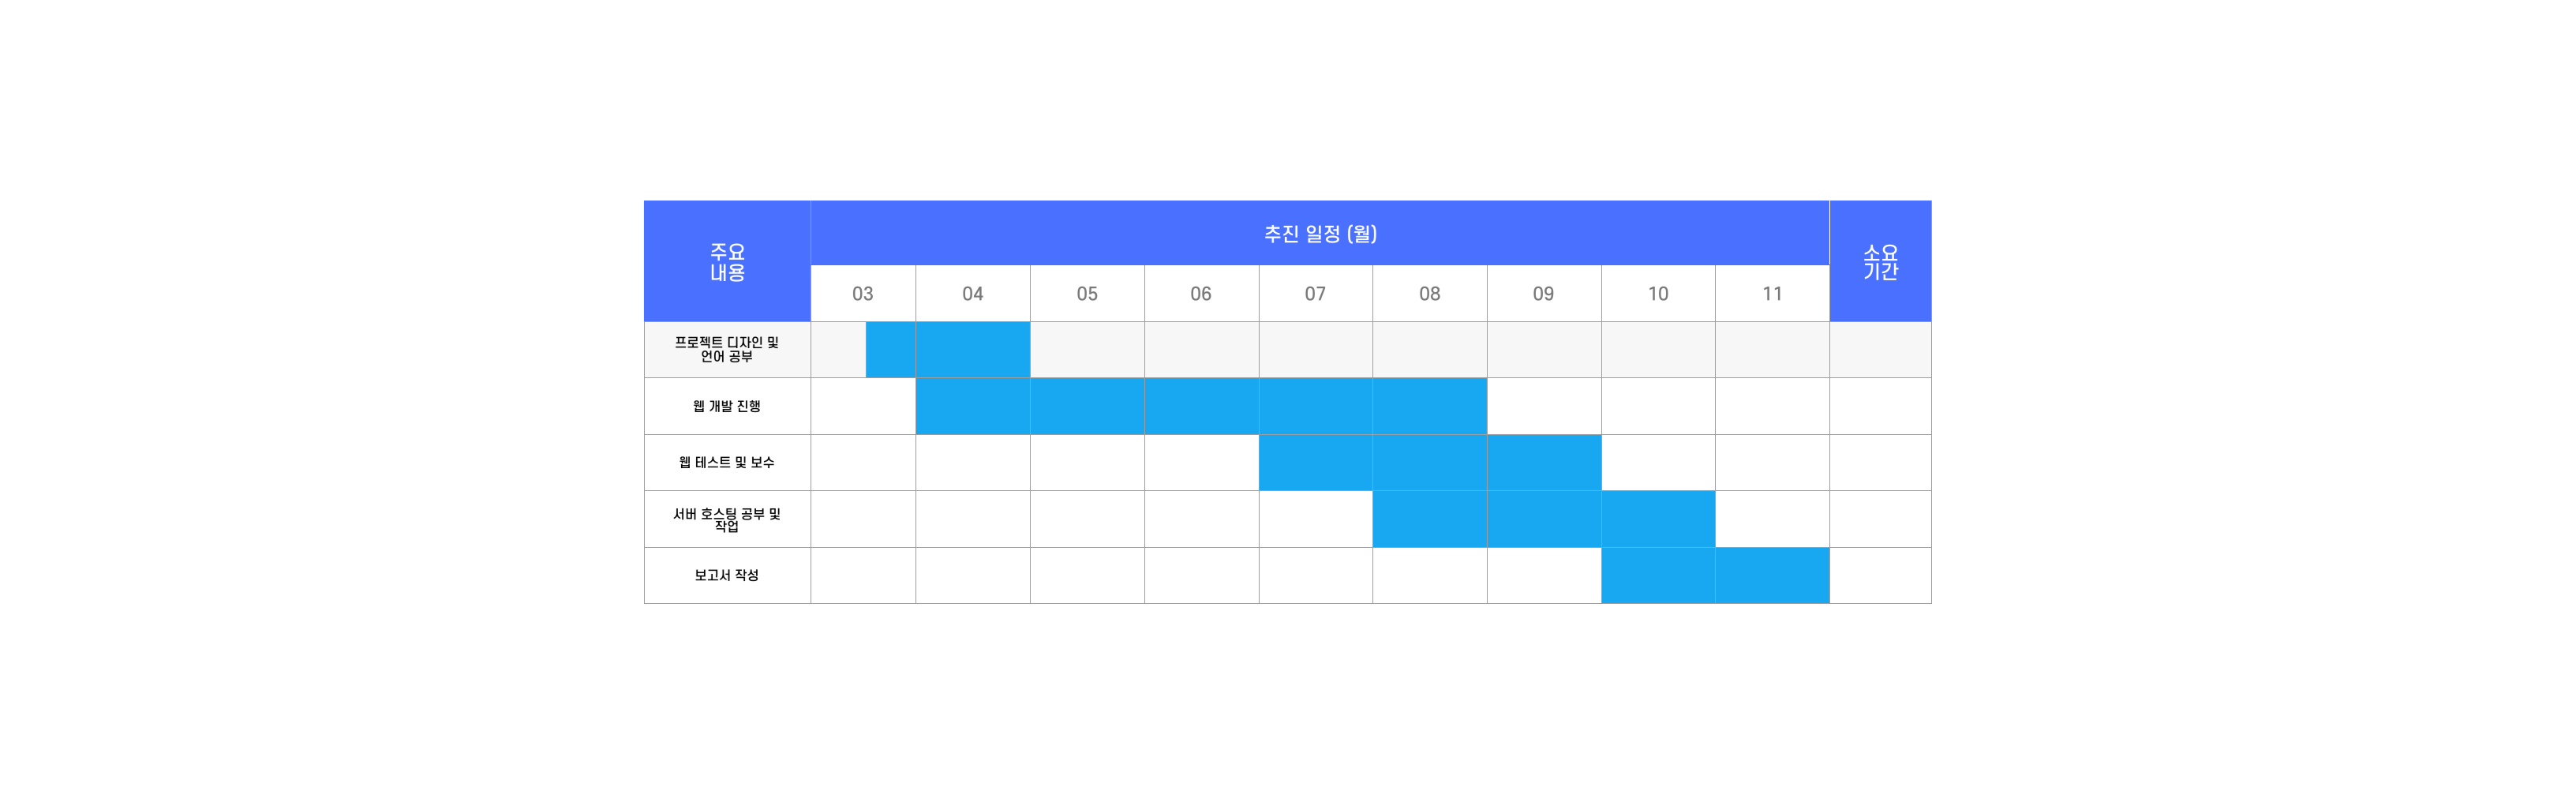 주요
내용
추진 일정 (월)
소요
기간
03 04 05 06 07 08 09 10 11
프로젝트 디자인 및
언어 공부
웹 개발 진행
웹 테스트 및 보수
서버 호스팅 공부 및
작업
보고서 작성